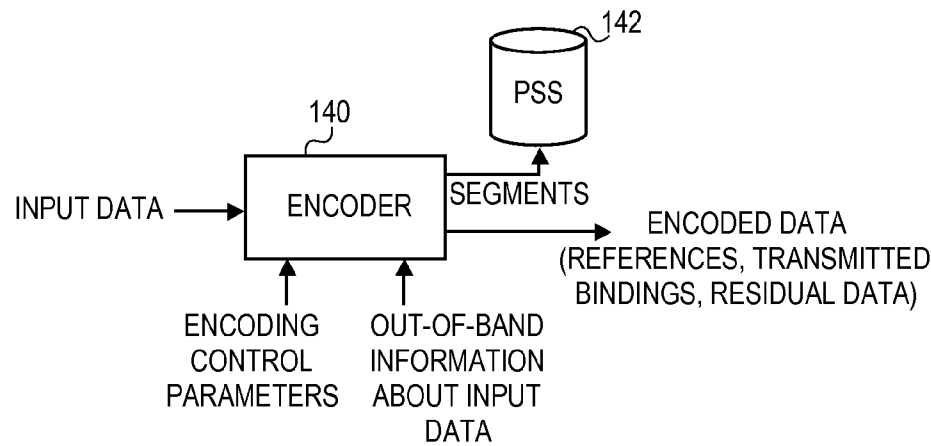 142
PSS
140
ENCODER
SEGMENTS
INPUT DATA
ENCODED DATA
(REFERENCES, TRANSMITTED
BINDINGS, RESIDUAL DATA)
ENCODING
CONTROL
PARAMETERS
OUT-OF-BAND
INFORMATION
ABOUT INPUT
DATA